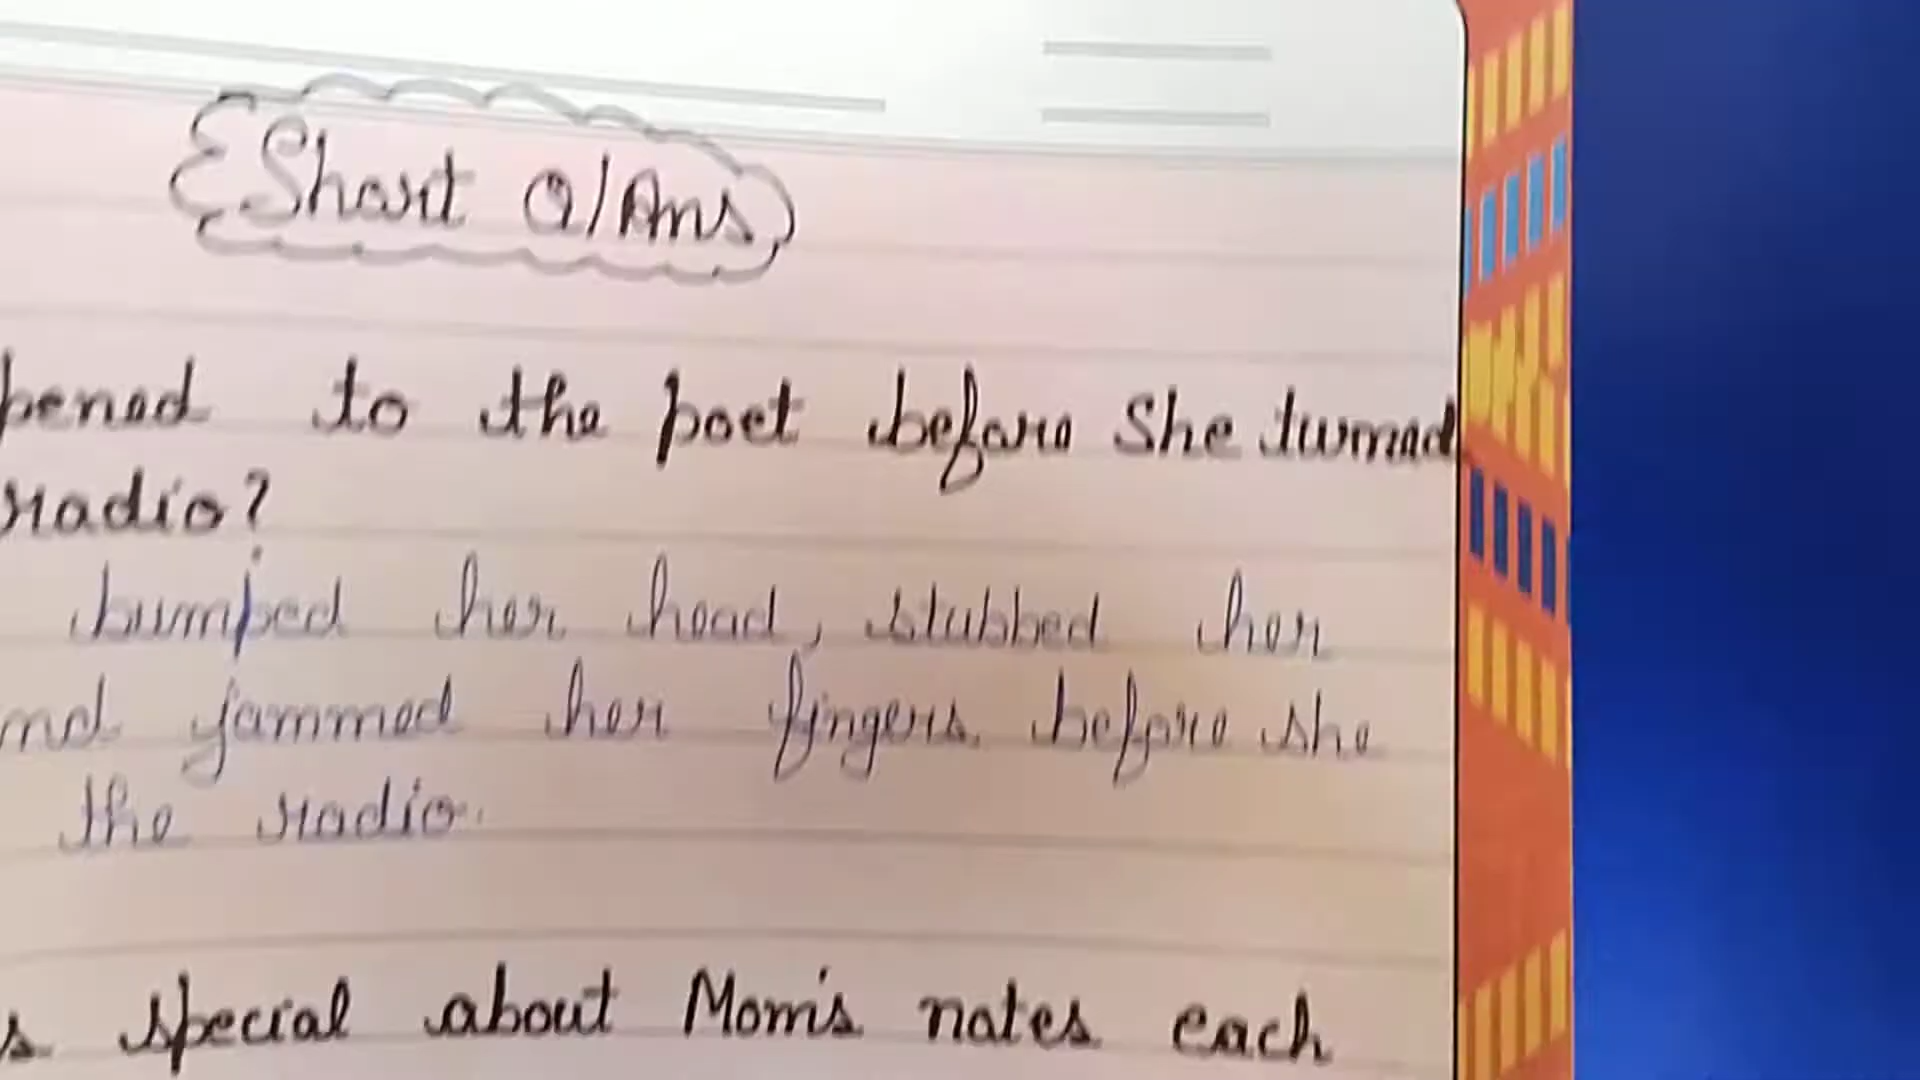 Short Q/Ans
pened to the poet before She turned
radio?
bumped her head, stubbed her
nd jammed her fingers before she
the radio.
s special about Mom's notes each